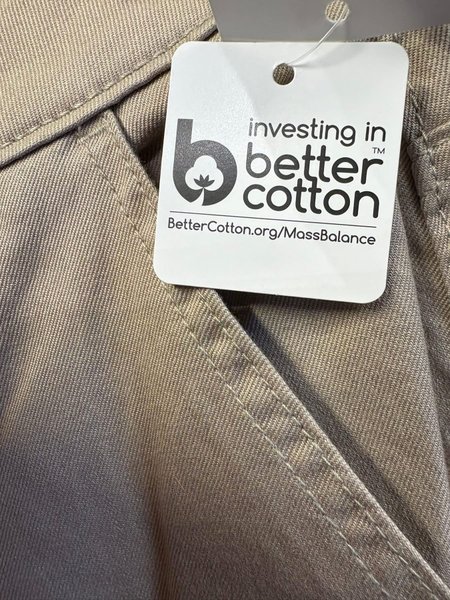 investing in
better™
cotton
BetterCotton.org/MassBalance